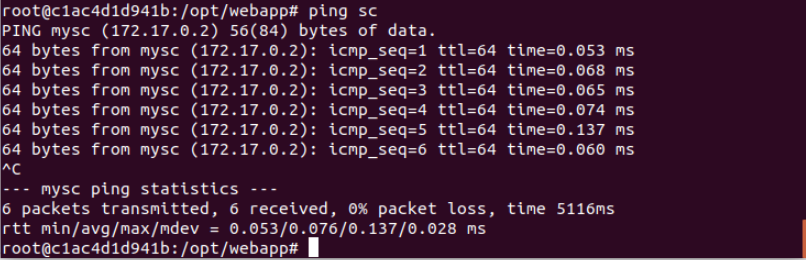 root@c1ac4d1d941b:/opt/webapp# ping sc
PING mysc (172.17.0.2) 56(84) bytes of data.
64 bytes from mysc (172.17.0.2): icmp_seq=1 ttl=64 time=0.053 ms
64 bytes from mysc (172.17.0.2): icmp_seq=2 ttl=64 time=0.068 ms
64 bytes from mysc (172.17.0.2): icmp_seq=3 ttl=64 time=0.065 ms
64 bytes from mysc (172.17.0.2): icmp_seq=4 ttl=64 time=0.074 ms
64 bytes from mysc (172.17.0.2): icmp_seq=5 ttl=64 time=0.137 ms
64 bytes from mysc (172.17.0.2): icmp_seq=6 ttl=64 time=0.060 ms
^C
--- mysc ping statistics ---
6 packets transmitted, 6 received, 0% packet loss, time 5116ms
rtt min/avg/max/mdev = 0.053/0.076/0.137/0.028 ms
root@c1ac4d1d941b:/opt/webapp#